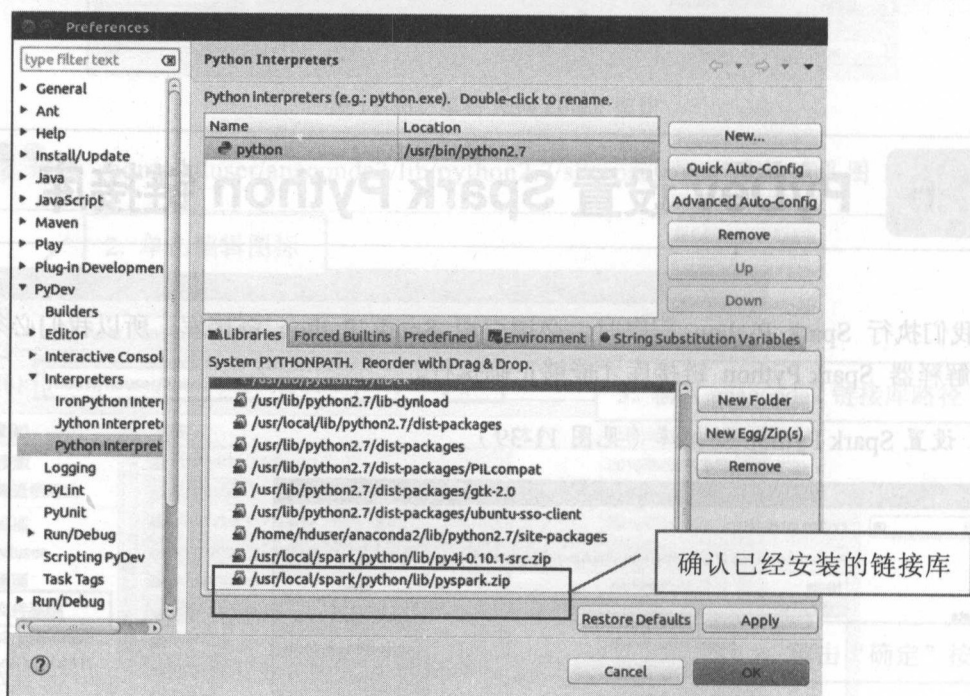 Preferences
type filter text
General
Ant
Help
Install/Update
Java
JavaScript
Maven
Play
Plug-in Developmen
PyDev
Builders
Editor
Interactive Consol
Interpreters
IronPython Inter
Jython Interpret
Python Interpret
Logging
PyLint
PyUnit
Run/Debug
Scripting PyDev
Task Tags
Run/Debug
Python Interpreters
Python interpreters (e.g.: python.exe). Double-click to rename.
Name Location
python /usr/bin/python2.7
New...
Quick Auto-Config
Advanced Auto-Config
Remove
Up
Down
Libraries Forced Builtins Predefined Environment String Substitution Variables
System PYTHONPATH. Reorder with Drag & Drop.
/usr/lib/python2.7/lib-tk
/usr/lib/python2.7/lib-dynload
/usr/local/lib/python2.7/dist-packages
/usr/lib/python2.7/dist-packages
/usr/lib/python2.7/dist-packages/PILcompat
/usr/lib/python2.7/dist-packages/gtk-2.0
/usr/lib/python2.7/dist-packages/ubuntu-sso-client
/home/hduser/anaconda2/lib/python2.7/site-packages
/usr/local/spark/python/lib/py4j-0.10.1-src.zip
/usr/local/spark/python/lib/pyspark.zip
New Folder
New Egg/Zip(s)
Remove
确认已经安装的链接库
Restore Defaults
Apply
Cancel
OK